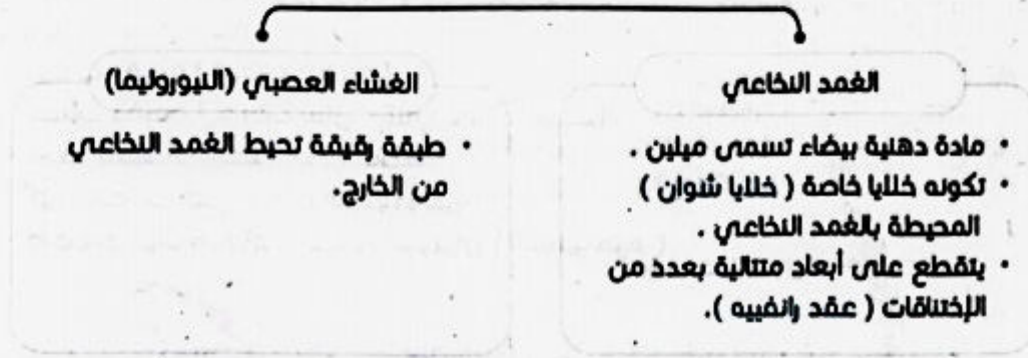 الغمد النخاعي
• مادة دهنية بيضاء تسمى ميلين .
• تكونه خلايا خاصة ( خلايا شوان )
المحيطة بالغمد النخاعي .
• يتقطع على أبعاد متتالية بعدد من
الإختناقات ( عقد رانفييه ).
الغشاء العصبي (النيوروليما)
• طبقة رقيقة تحيط الغمد النخاعي
من الخارج.